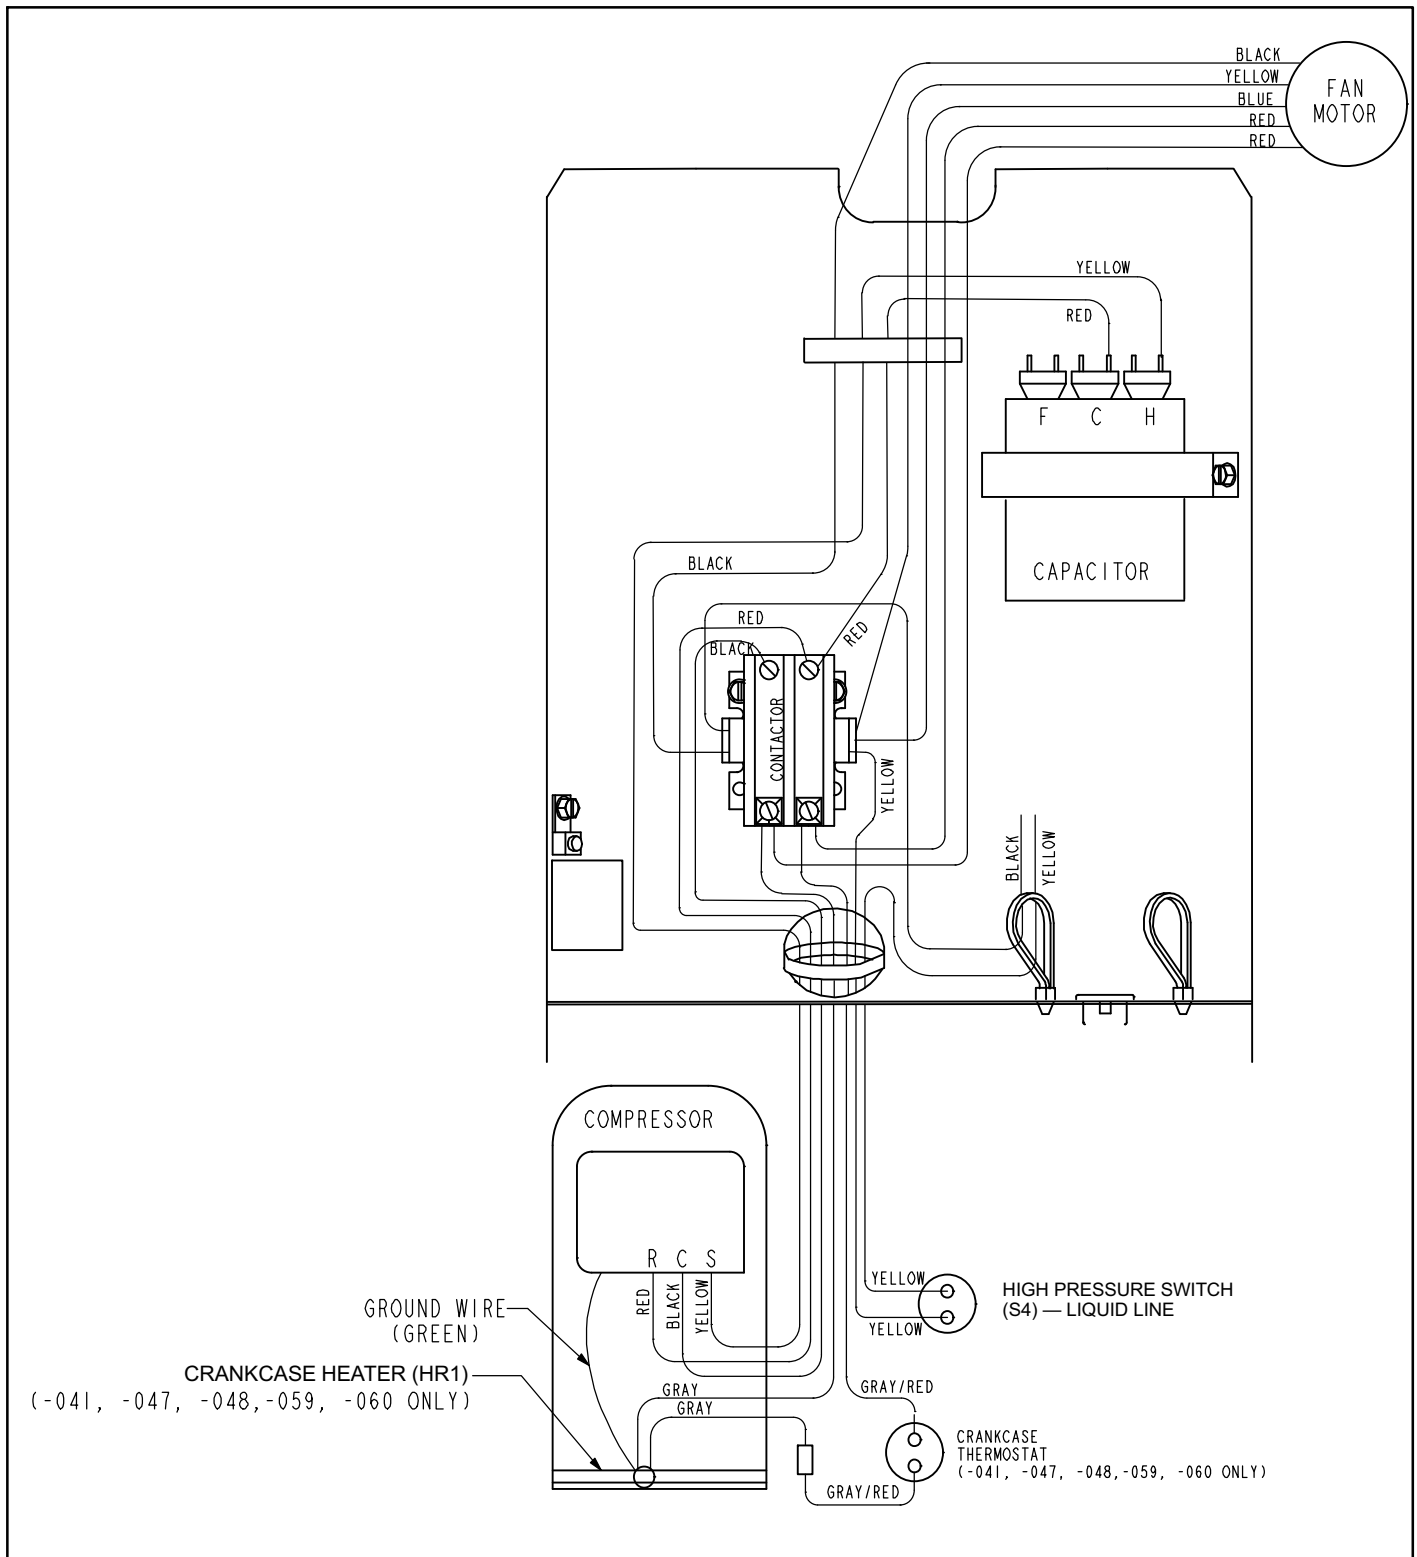 BLACK
YELLOW
BLUE
RED
RED
FAN
MOTOR
YELLOW
RED
F C H
CAPACITOR
BLACK
RED
BLACK
RED
CONTACTOR
YELLOW
BLACK
YELLOW
COMPRESSOR
R C S
RED
BLACK
YELLOW
YELLOW
YELLOW
HIGH PRESSURE SWITCH
(S4) — LIQUID LINE
GROUND WIRE
(GREEN)
CRANKCASE HEATER (HR1)
(-041, -047, -048,-059, -060 ONLY)
GRAY
GRAY
GRAY/RED
CRANKCASE
THERMOSTAT
(-041, -047, -048,-059, -060 ONLY)
GRAY/RED